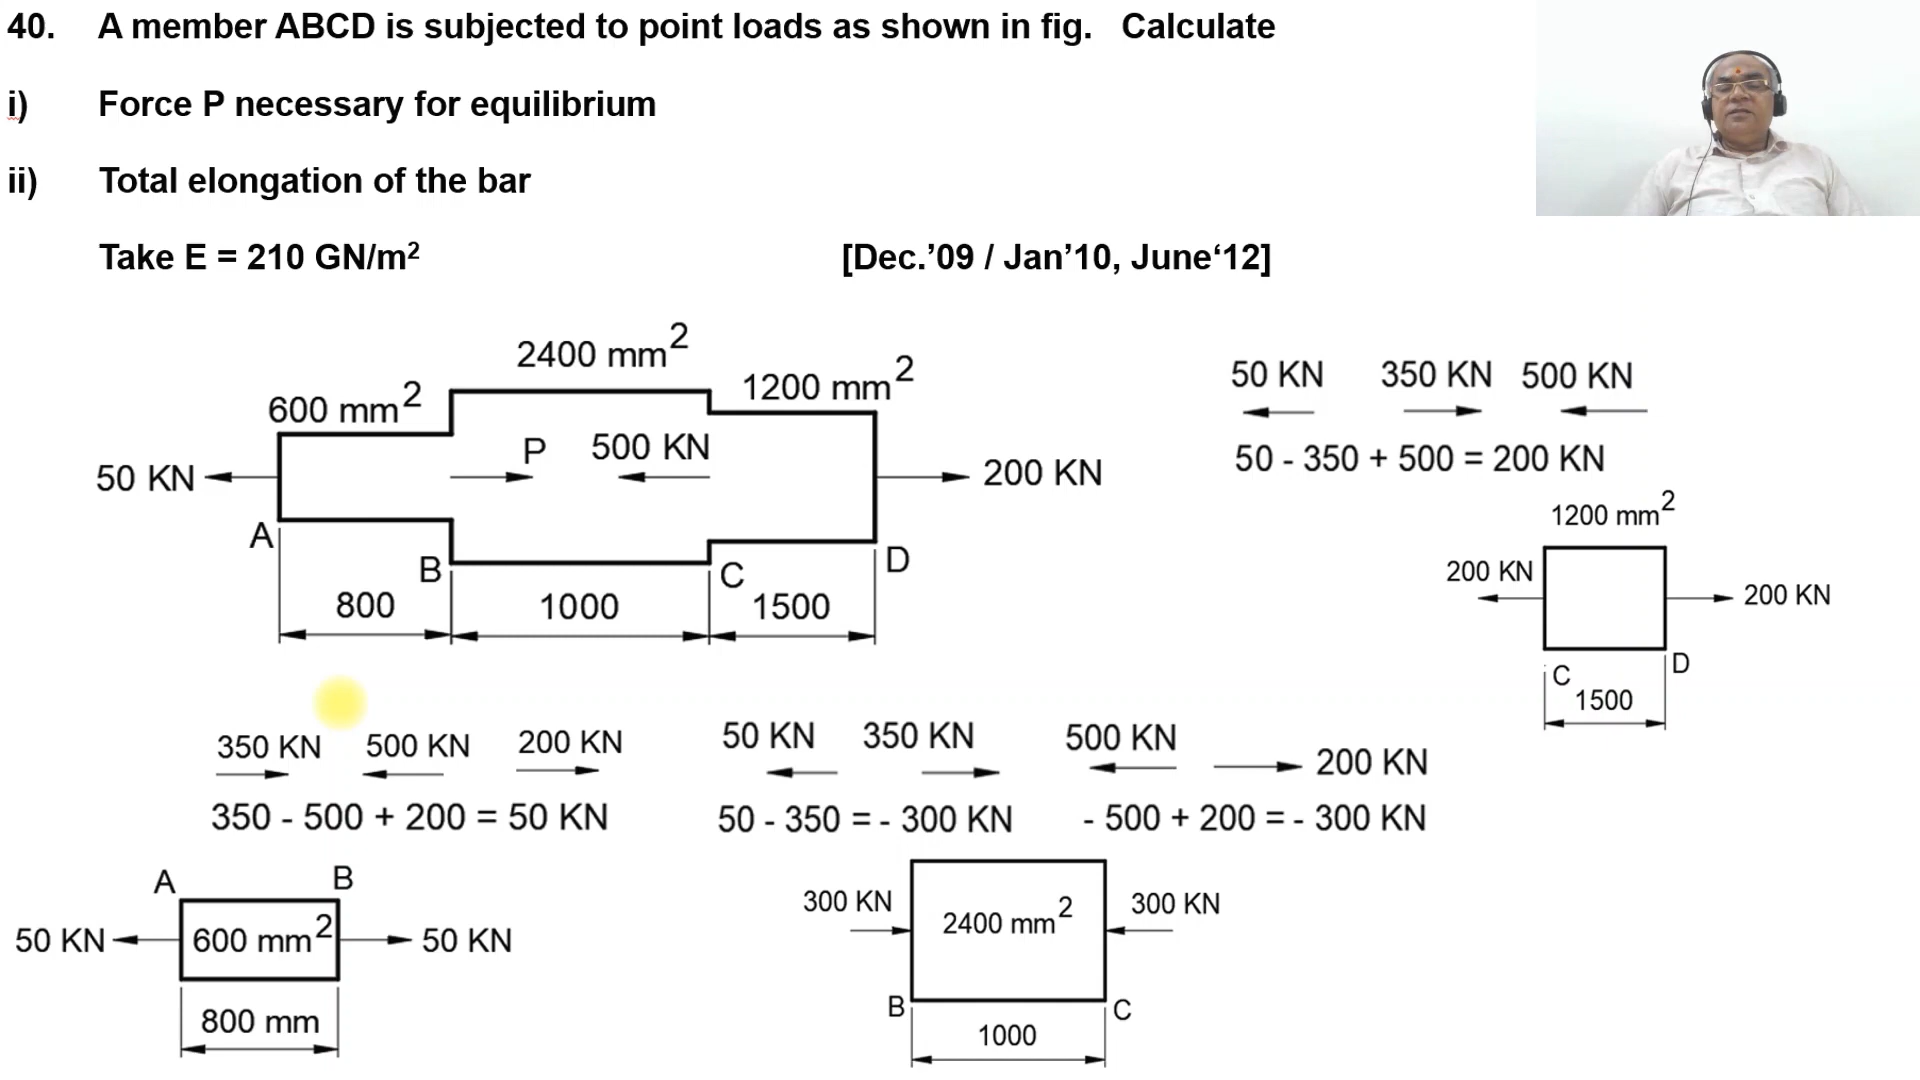 40. A member ABCD is subjected to point loads as shown in fig. Calculate
i) Force P necessary for equilibrium
ii) Total elongation of the bar
Take E = 210 GN/m² [Dec.’09 / Jan’10, June‘12]
2400 mm²
1200 mm²
600 mm²
P 500 KN
50 KN
200 KN
A
B
C
D
800 1000 1500
50 KN 350 KN 500 KN
50 - 350 + 500 = 200 KN
1200 mm²
200 KN
200 KN
C
D
1500
350 KN 500 KN 200 KN
350 - 500 + 200 = 50 KN
A B
50 KN 600 mm² 50 KN
800 mm
50 KN 350 KN 500 KN 200 KN
50 - 350 = - 300 KN - 500 + 200 = - 300 KN
300 KN 2400 mm² 300 KN
B C
1000